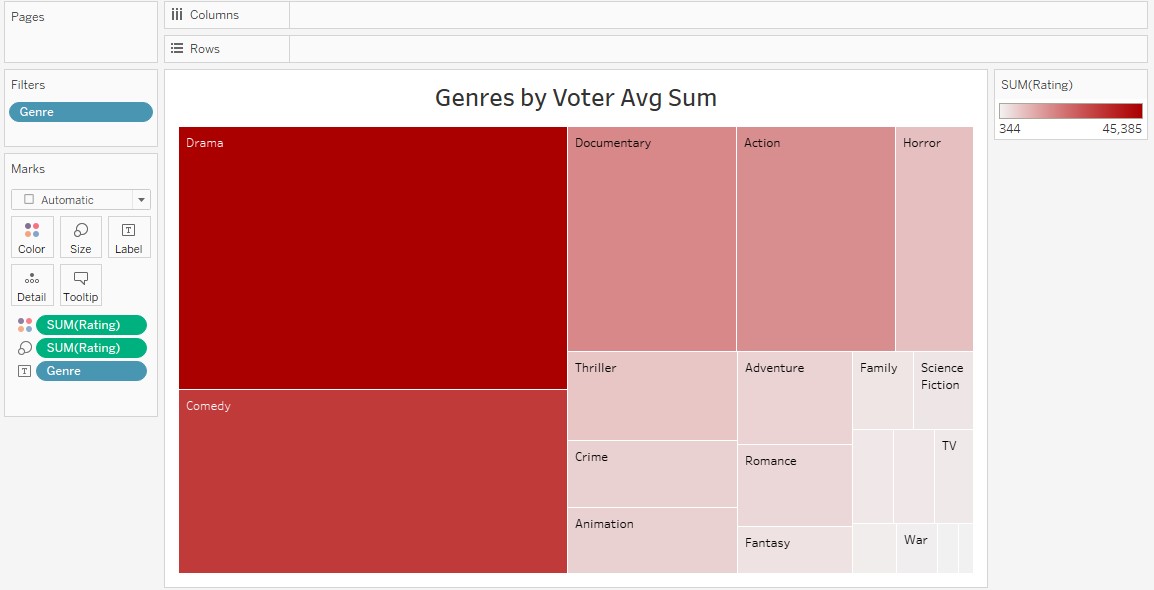 Pages
Columns
Rows
Filters
Genre
Marks
Automatic
Color
Size
T
Label
Detail
Tooltip
SUM(Rating)
SUM(Rating)
T
Genre
Genres by Voter Avg Sum
Drama
Documentary
Action
Horror
Thriller
Adventure
Family
Science
Fiction
Comedy
Crime
Romance
TV
Animation
Fantasy
War
SUM(Rating)
344
45,385